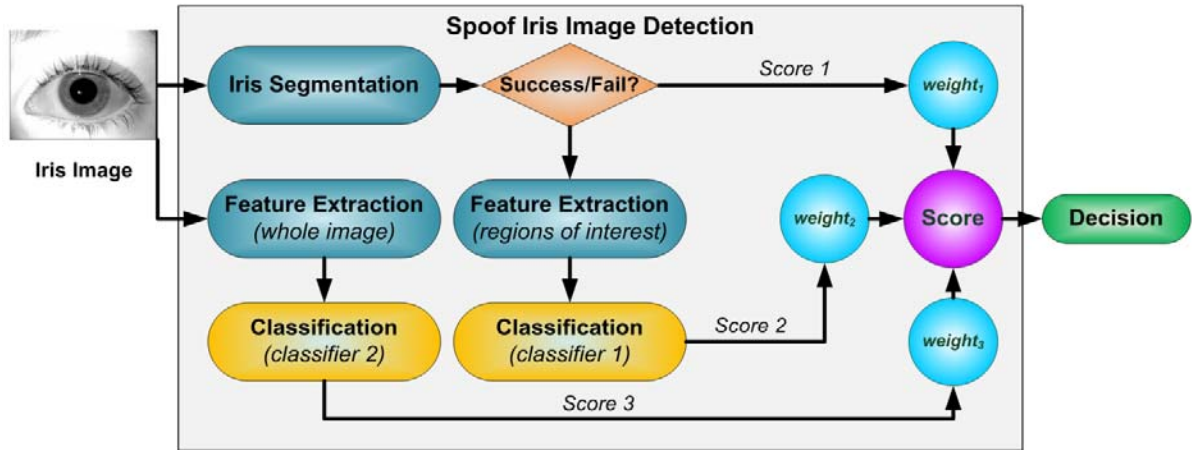 Spoof Iris Image Detection
Iris Segmentation
Success/Fail?
Score 1
weight1
Iris Image
Feature Extraction
(whole image)
Feature Extraction
(regions of interest)
weight2
Score
Decision
Classification
(classifier 2)
Classification
(classifier 1)
Score 2
weight3
Score 3